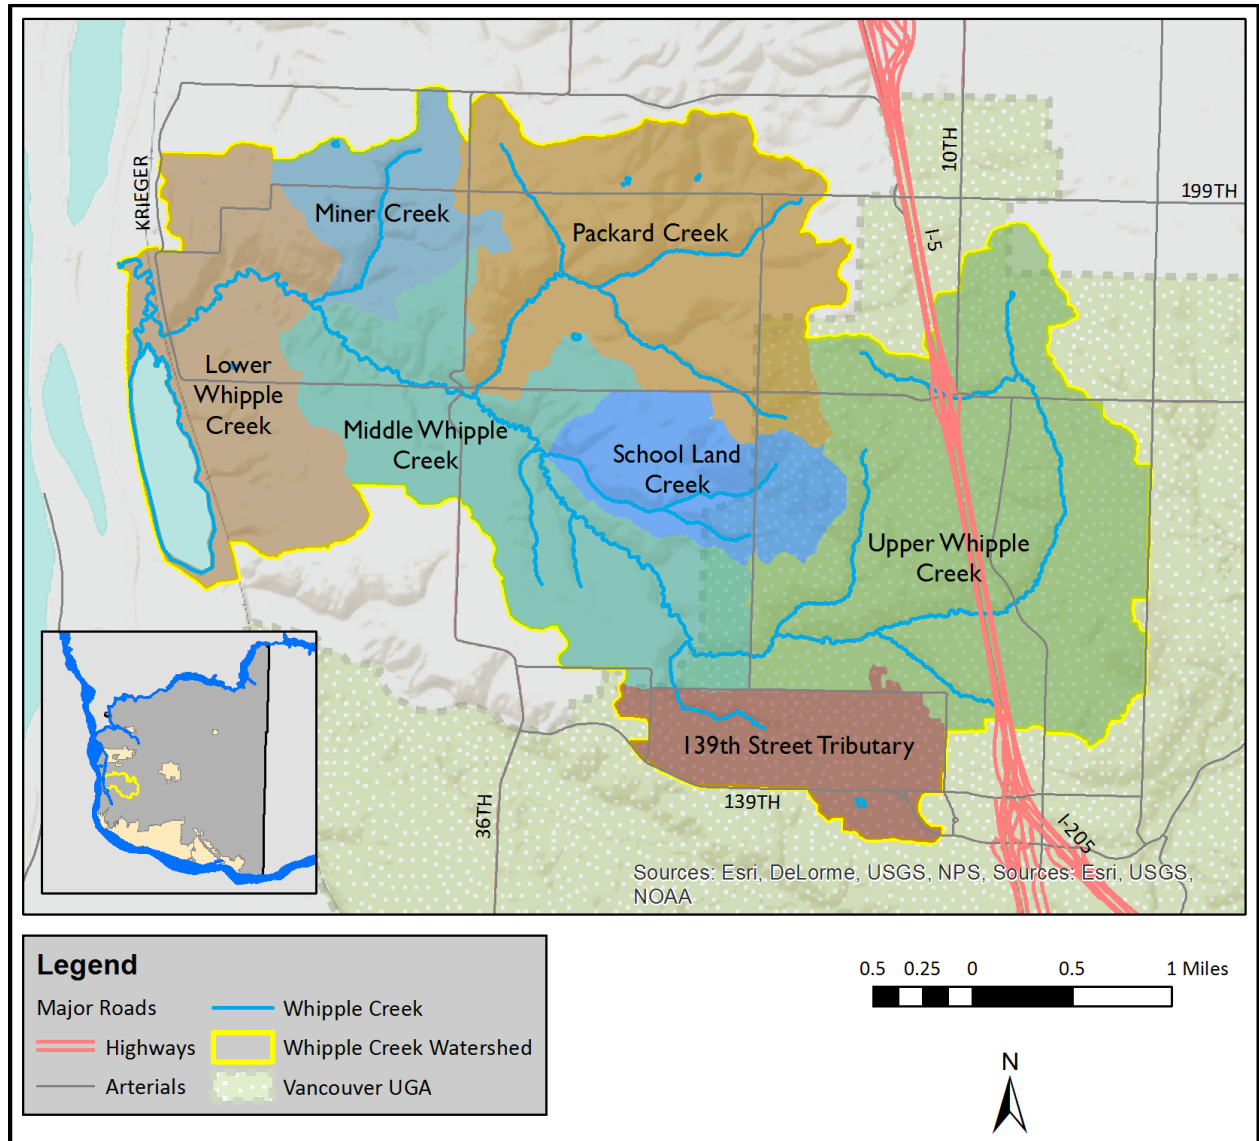 10TH
KRIEGER
199TH
Miner Creek
Packard Creek
I-5
Lower
Whipple
Creek
Middle Whipple
Creek
School Land
Creek
Upper Whipple
Creek
139th Street Tributary
139TH
36TH
I-205
Sources: Esri, DeLorme, USGS, NPS, Sources: Esri, USGS,
NOAA
Legend
Major Roads
Highways
Arterials
Whipple Creek
Whipple Creek Watershed
Vancouver UGA
0.5 0.25 0 0.5 1 Miles
N